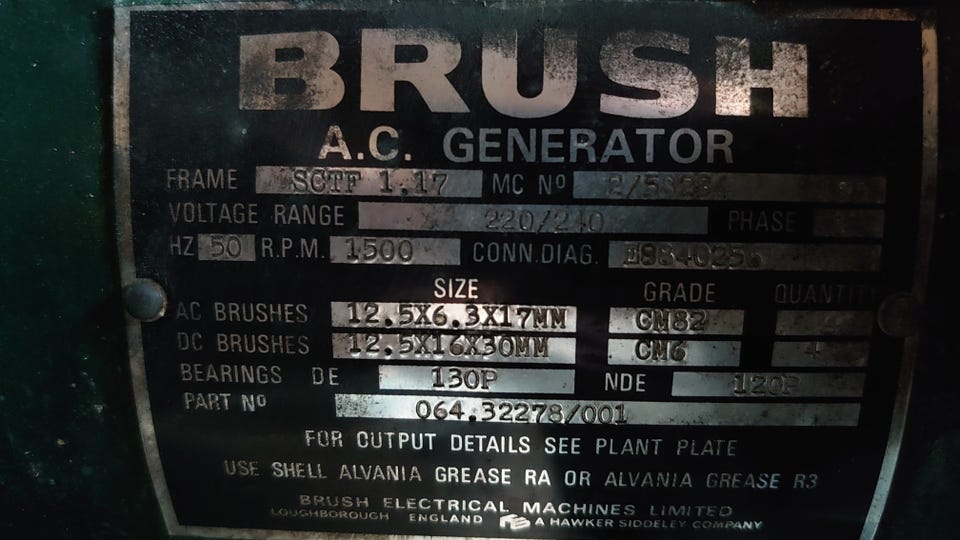 BRUSH
A.C. GENERATOR
FRAME SCTF 1.17 MC Nº
VOLTAGE RANGE 220/240 PHASE
HZ 50 R.P.M. 1500 CONN.DIAG.
SIZE GRADE QUANTITY
AC BRUSHES 12.5X6.3X17MM CM82
DC BRUSHES 12.5X16X30MM CM6 4
BEARINGS DE 130P NDE 120P
PART Nº 064.32278/001
FOR OUTPUT DETAILS SEE PLANT PLATE
USE SHELL ALVANIA GREASE RA OR ALVANIA GREASE R3
BRUSH ELECTRICAL MACHINES LIMITED
LOUGHBOROUGH ENGLAND A HAWKER SIDDELEY COMPANY